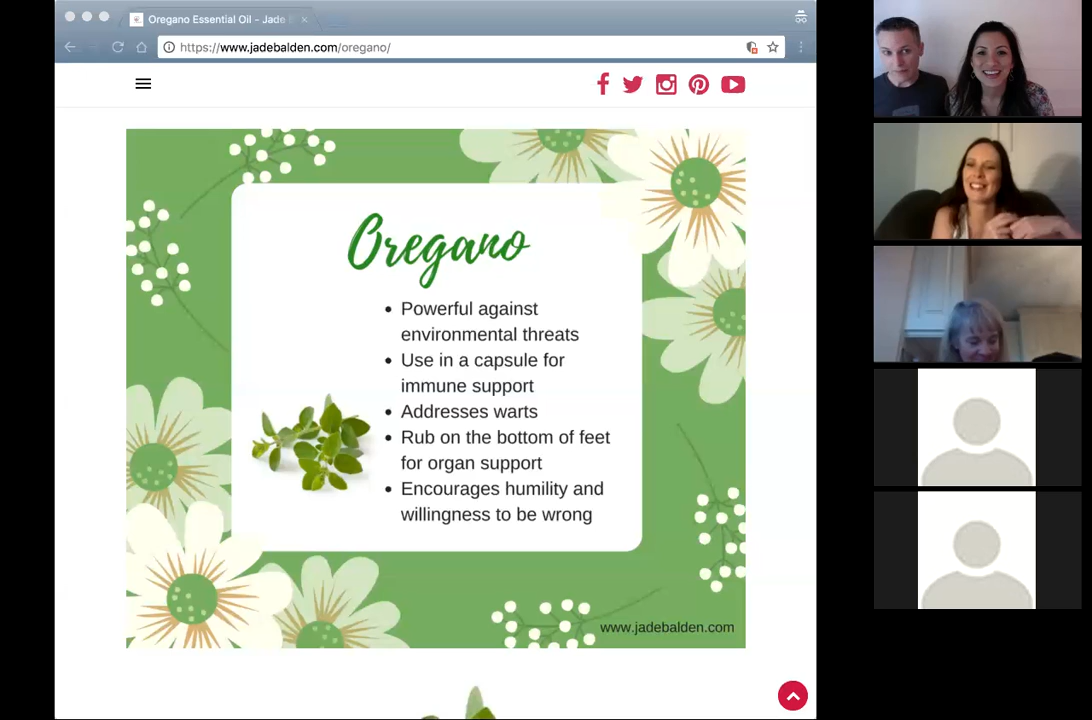 Oregano Essential Oil - Jade
https://www.jadebalden.com/oregano/
Oregano
• Powerful against
environmental threats
• Use in a capsule for
immune support
• Addresses warts
• Rub on the bottom of feet
for organ support
• Encourages humility and
willingness to be wrong
www.jadebalden.com